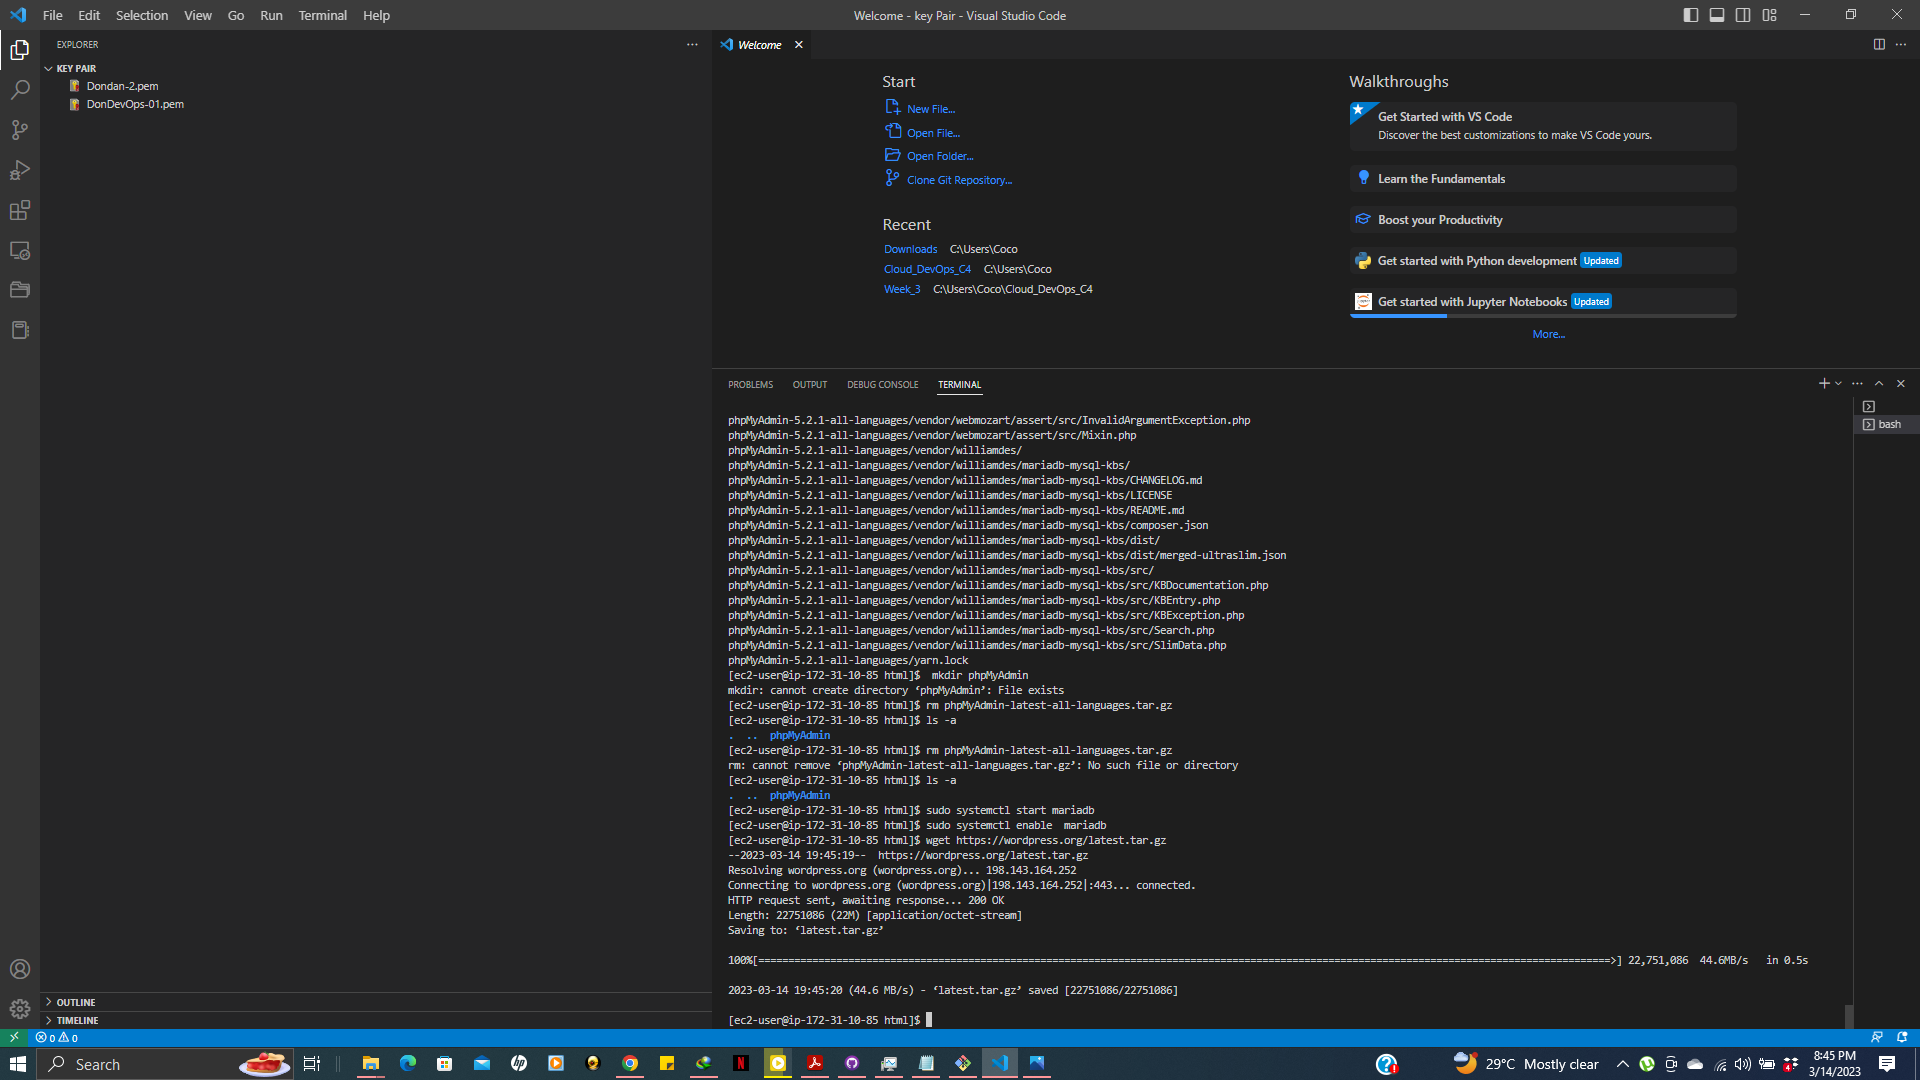 File Edit Selection View Go Run Terminal Help
Welcome - key Pair - Visual Studio Code
EXPLORER
KEY PAIR
Dondan-2.pem
DonDevOps-01.pem
OUTLINE
TIMELINE
Welcome
Start
New File...
Open File...
Open Folder...
Clone Git Repository...
Recent
Downloads C:\Users\Coco
Cloud_DevOps_C4 C:\Users\Coco
Week_3 C:\Users\Coco\Cloud_DevOps_C4
Walkthroughs
Get Started with VS Code
Discover the best customizations to make VS Code yours.
Learn the Fundamentals
Boost your Productivity
Get started with Python development Updated
Get started with Jupyter Notebooks Updated
More...
PROBLEMS OUTPUT DEBUG CONSOLE TERMINAL
bash
phpMyAdmin-5.2.1-all-languages/vendor/webmozart/assert/src/InvalidArgumentException.php
phpMyAdmin-5.2.1-all-languages/vendor/webmozart/assert/src/Mixin.php
phpMyAdmin-5.2.1-all-languages/vendor/williamdes/
phpMyAdmin-5.2.1-all-languages/vendor/williamdes/mariadb-mysql-kbs/
phpMyAdmin-5.2.1-all-languages/vendor/williamdes/mariadb-mysql-kbs/CHANGELOG.md
phpMyAdmin-5.2.1-all-languages/vendor/williamdes/mariadb-mysql-kbs/LICENSE
phpMyAdmin-5.2.1-all-languages/vendor/williamdes/mariadb-mysql-kbs/README.md
phpMyAdmin-5.2.1-all-languages/vendor/williamdes/mariadb-mysql-kbs/composer.json
phpMyAdmin-5.2.1-all-languages/vendor/williamdes/mariadb-mysql-kbs/dist/
phpMyAdmin-5.2.1-all-languages/vendor/williamdes/mariadb-mysql-kbs/dist/merged-ultraslim.json
phpMyAdmin-5.2.1-all-languages/vendor/williamdes/mariadb-mysql-kbs/src/
phpMyAdmin-5.2.1-all-languages/vendor/williamdes/mariadb-mysql-kbs/src/KBDocumentation.php
phpMyAdmin-5.2.1-all-languages/vendor/williamdes/mariadb-mysql-kbs/src/KBEntry.php
phpMyAdmin-5.2.1-all-languages/vendor/williamdes/mariadb-mysql-kbs/src/KBException.php
phpMyAdmin-5.2.1-all-languages/vendor/williamdes/mariadb-mysql-kbs/src/Search.php
phpMyAdmin-5.2.1-all-languages/vendor/williamdes/mariadb-mysql-kbs/src/SlimData.php
phpMyAdmin-5.2.1-all-languages/yarn.lock
[ec2-user@ip-172-31-10-85 html]$  mkdir phpMyAdmin
mkdir: cannot create directory ‘phpMyAdmin’: File exists
[ec2-user@ip-172-31-10-85 html]$ rm phpMyAdmin-latest-all-languages.tar.gz
[ec2-user@ip-172-31-10-85 html]$ ls -a
.  ..  phpMyAdmin
[ec2-user@ip-172-31-10-85 html]$ rm phpMyAdmin-latest-all-languages.tar.gz
rm: cannot remove ‘phpMyAdmin-latest-all-languages.tar.gz’: No such file or directory
[ec2-user@ip-172-31-10-85 html]$ ls -a
.  ..  phpMyAdmin
[ec2-user@ip-172-31-10-85 html]$ sudo systemctl start mariadb
[ec2-user@ip-172-31-10-85 html]$ sudo systemctl enable  mariadb
[ec2-user@ip-172-31-10-85 html]$ wget https://wordpress.org/latest.tar.gz
--2023-03-14 19:45:19--  https://wordpress.org/latest.tar.gz
Resolving wordpress.org (wordpress.org)... 198.143.164.252
Connecting to wordpress.org (wordpress.org)|198.143.164.252|:443... connected.
HTTP request sent, awaiting response... 200 OK
Length: 22751086 (22M) [application/octet-stream]
Saving to: ‘latest.tar.gz’
100%[==============================================================================================>] 22,751,086  44.6MB/s   in 0.5s
2023-03-14 19:45:20 (44.6 MB/s) - ‘latest.tar.gz’ saved [22751086/22751086]
[ec2-user@ip-172-31-10-85 html]$
0 0
Search
29°C Mostly clear
8:45 PM
3/14/2023